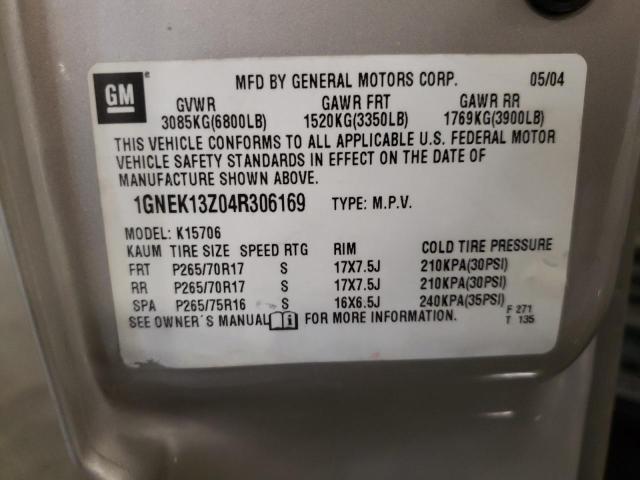 GM
MFD BY GENERAL MOTORS CORP. 05/04
GVWR GAWR FRT GAWR RR
3085KG(6800LB) 1520KG(3350LB) 1769KG(3900LB)
THIS VEHICLE CONFORMS TO ALL APPLICABLE U.S. FEDERAL MOTOR
VEHICLE SAFETY STANDARDS IN EFFECT ON THE DATE OF
MANUFACTURE SHOWN ABOVE.
1GNEK13Z04R306169 TYPE: M.P.V.
MODEL: K15706
KAUM TIRE SIZE SPEED RTG RIM COLD TIRE PRESSURE
FRT P265/70R17 S 17X7.5J 210KPA(30PSI)
RR P265/70R17 S 17X7.5J 210KPA(30PSI)
SPA P265/75R16 S 16X6.5J 240KPA(35PSI)
SEE OWNER'S MANUAL i FOR MORE INFORMATION. F 271
T 135